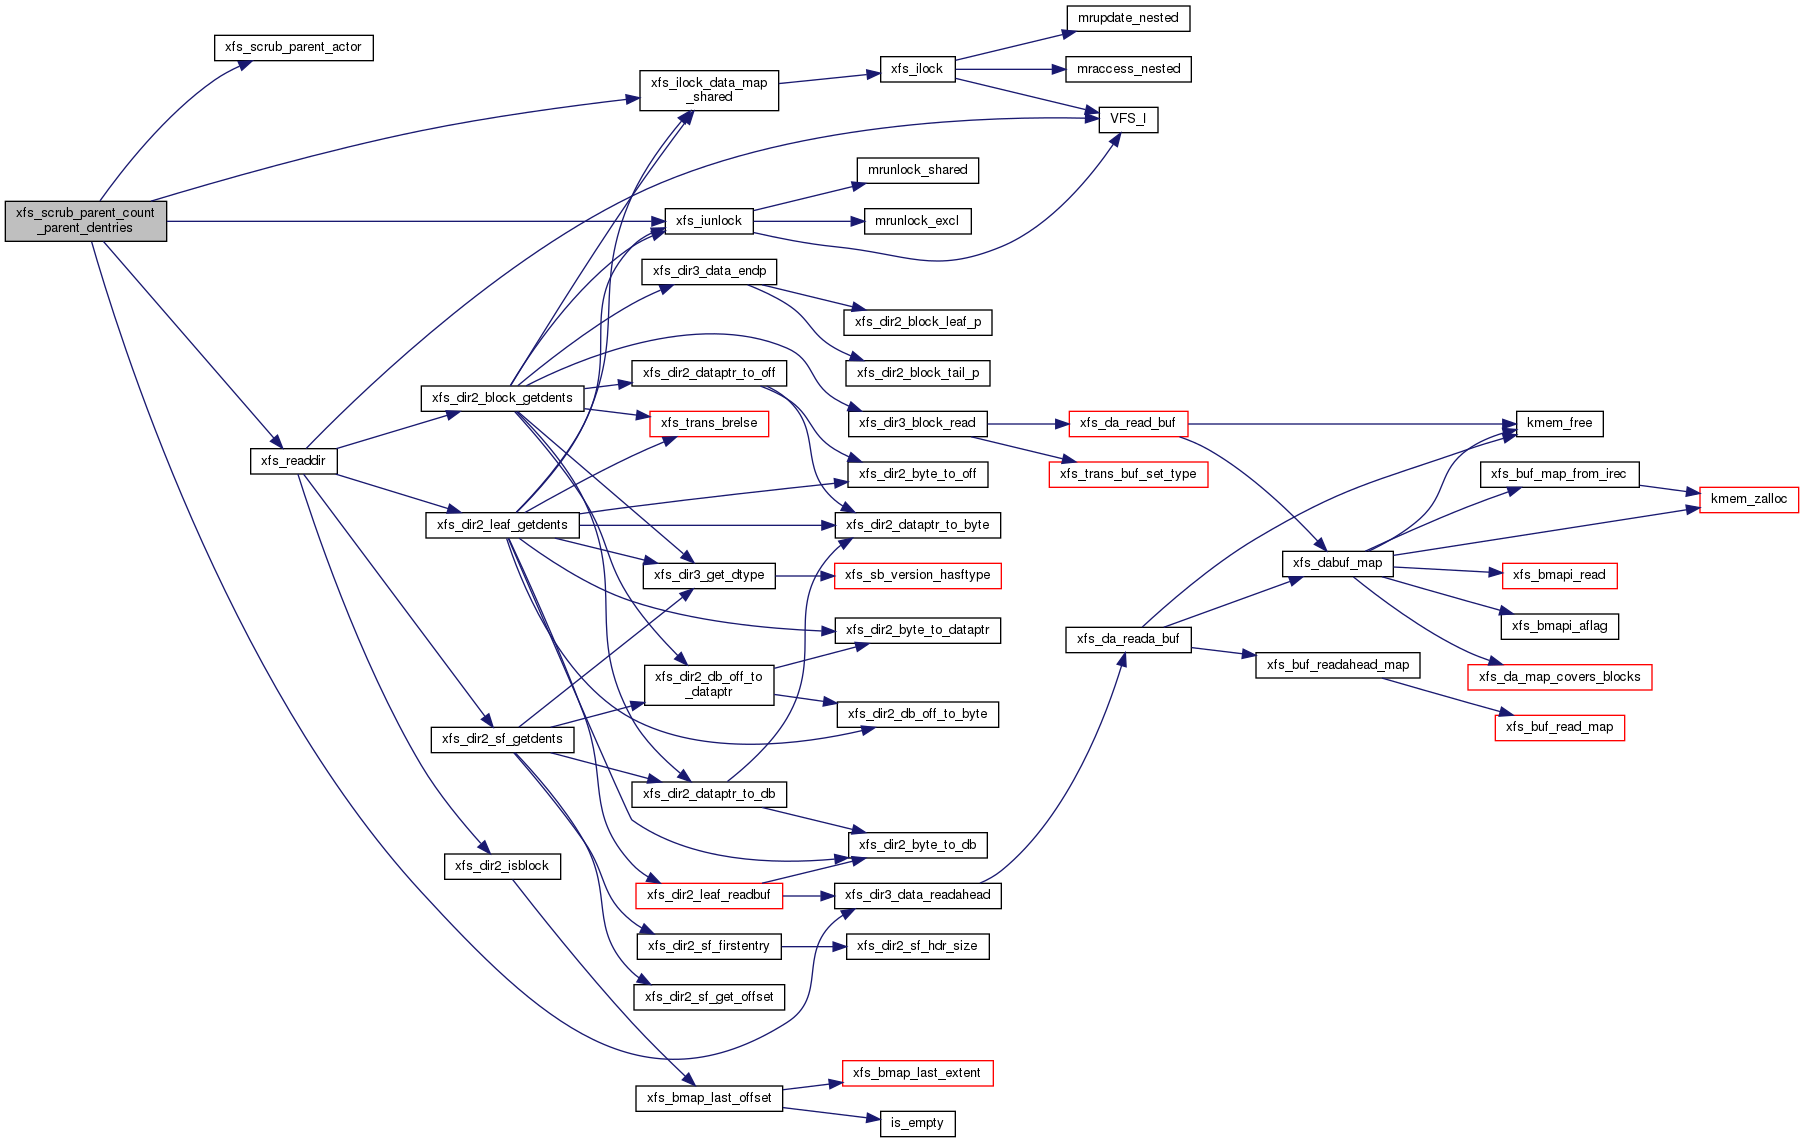 mrupdate_nested
xfs_scrub_parent_actor
xfs_ilock
mraccess_nested
xfs_ilock_data_map
_shared
VFS_I
mrunlock_shared
xfs_scrub_parent_count
_parent_dentries
xfs_iunlock
mrunlock_excl
xfs_dir3_data_endp
xfs_dir2_block_leaf_p
xfs_dir2_dataptr_to_off
xfs_dir2_block_tail_p
xfs_dir2_block_getdents
xfs_trans_brelse
xfs_dir3_block_read
xfs_da_read_buf
kmem_free
xfs_readdir
xfs_dir2_byte_to_off
xfs_trans_buf_set_type
xfs_buf_map_from_irec
kmem_zalloc
xfs_dir2_leaf_getdents
xfs_dir2_dataptr_to_byte
xfs_dabuf_map
xfs_dir3_get_dtype
xfs_sb_version_hasftype
xfs_bmapi_read
xfs_dir2_byte_to_dataptr
xfs_bmapi_aflag
xfs_da_reada_buf
xfs_buf_readahead_map
xfs_dir2_db_off_to
_dataptr
xfs_da_map_covers_blocks
xfs_dir2_db_off_to_byte
xfs_buf_read_map
xfs_dir2_sf_getdents
xfs_dir2_dataptr_to_db
xfs_dir2_byte_to_db
xfs_dir2_isblock
xfs_dir2_leaf_readbuf
xfs_dir3_data_readahead
xfs_dir2_sf_firstentry
xfs_dir2_sf_hdr_size
xfs_dir2_sf_get_offset
xfs_bmap_last_extent
xfs_bmap_last_offset
is_empty